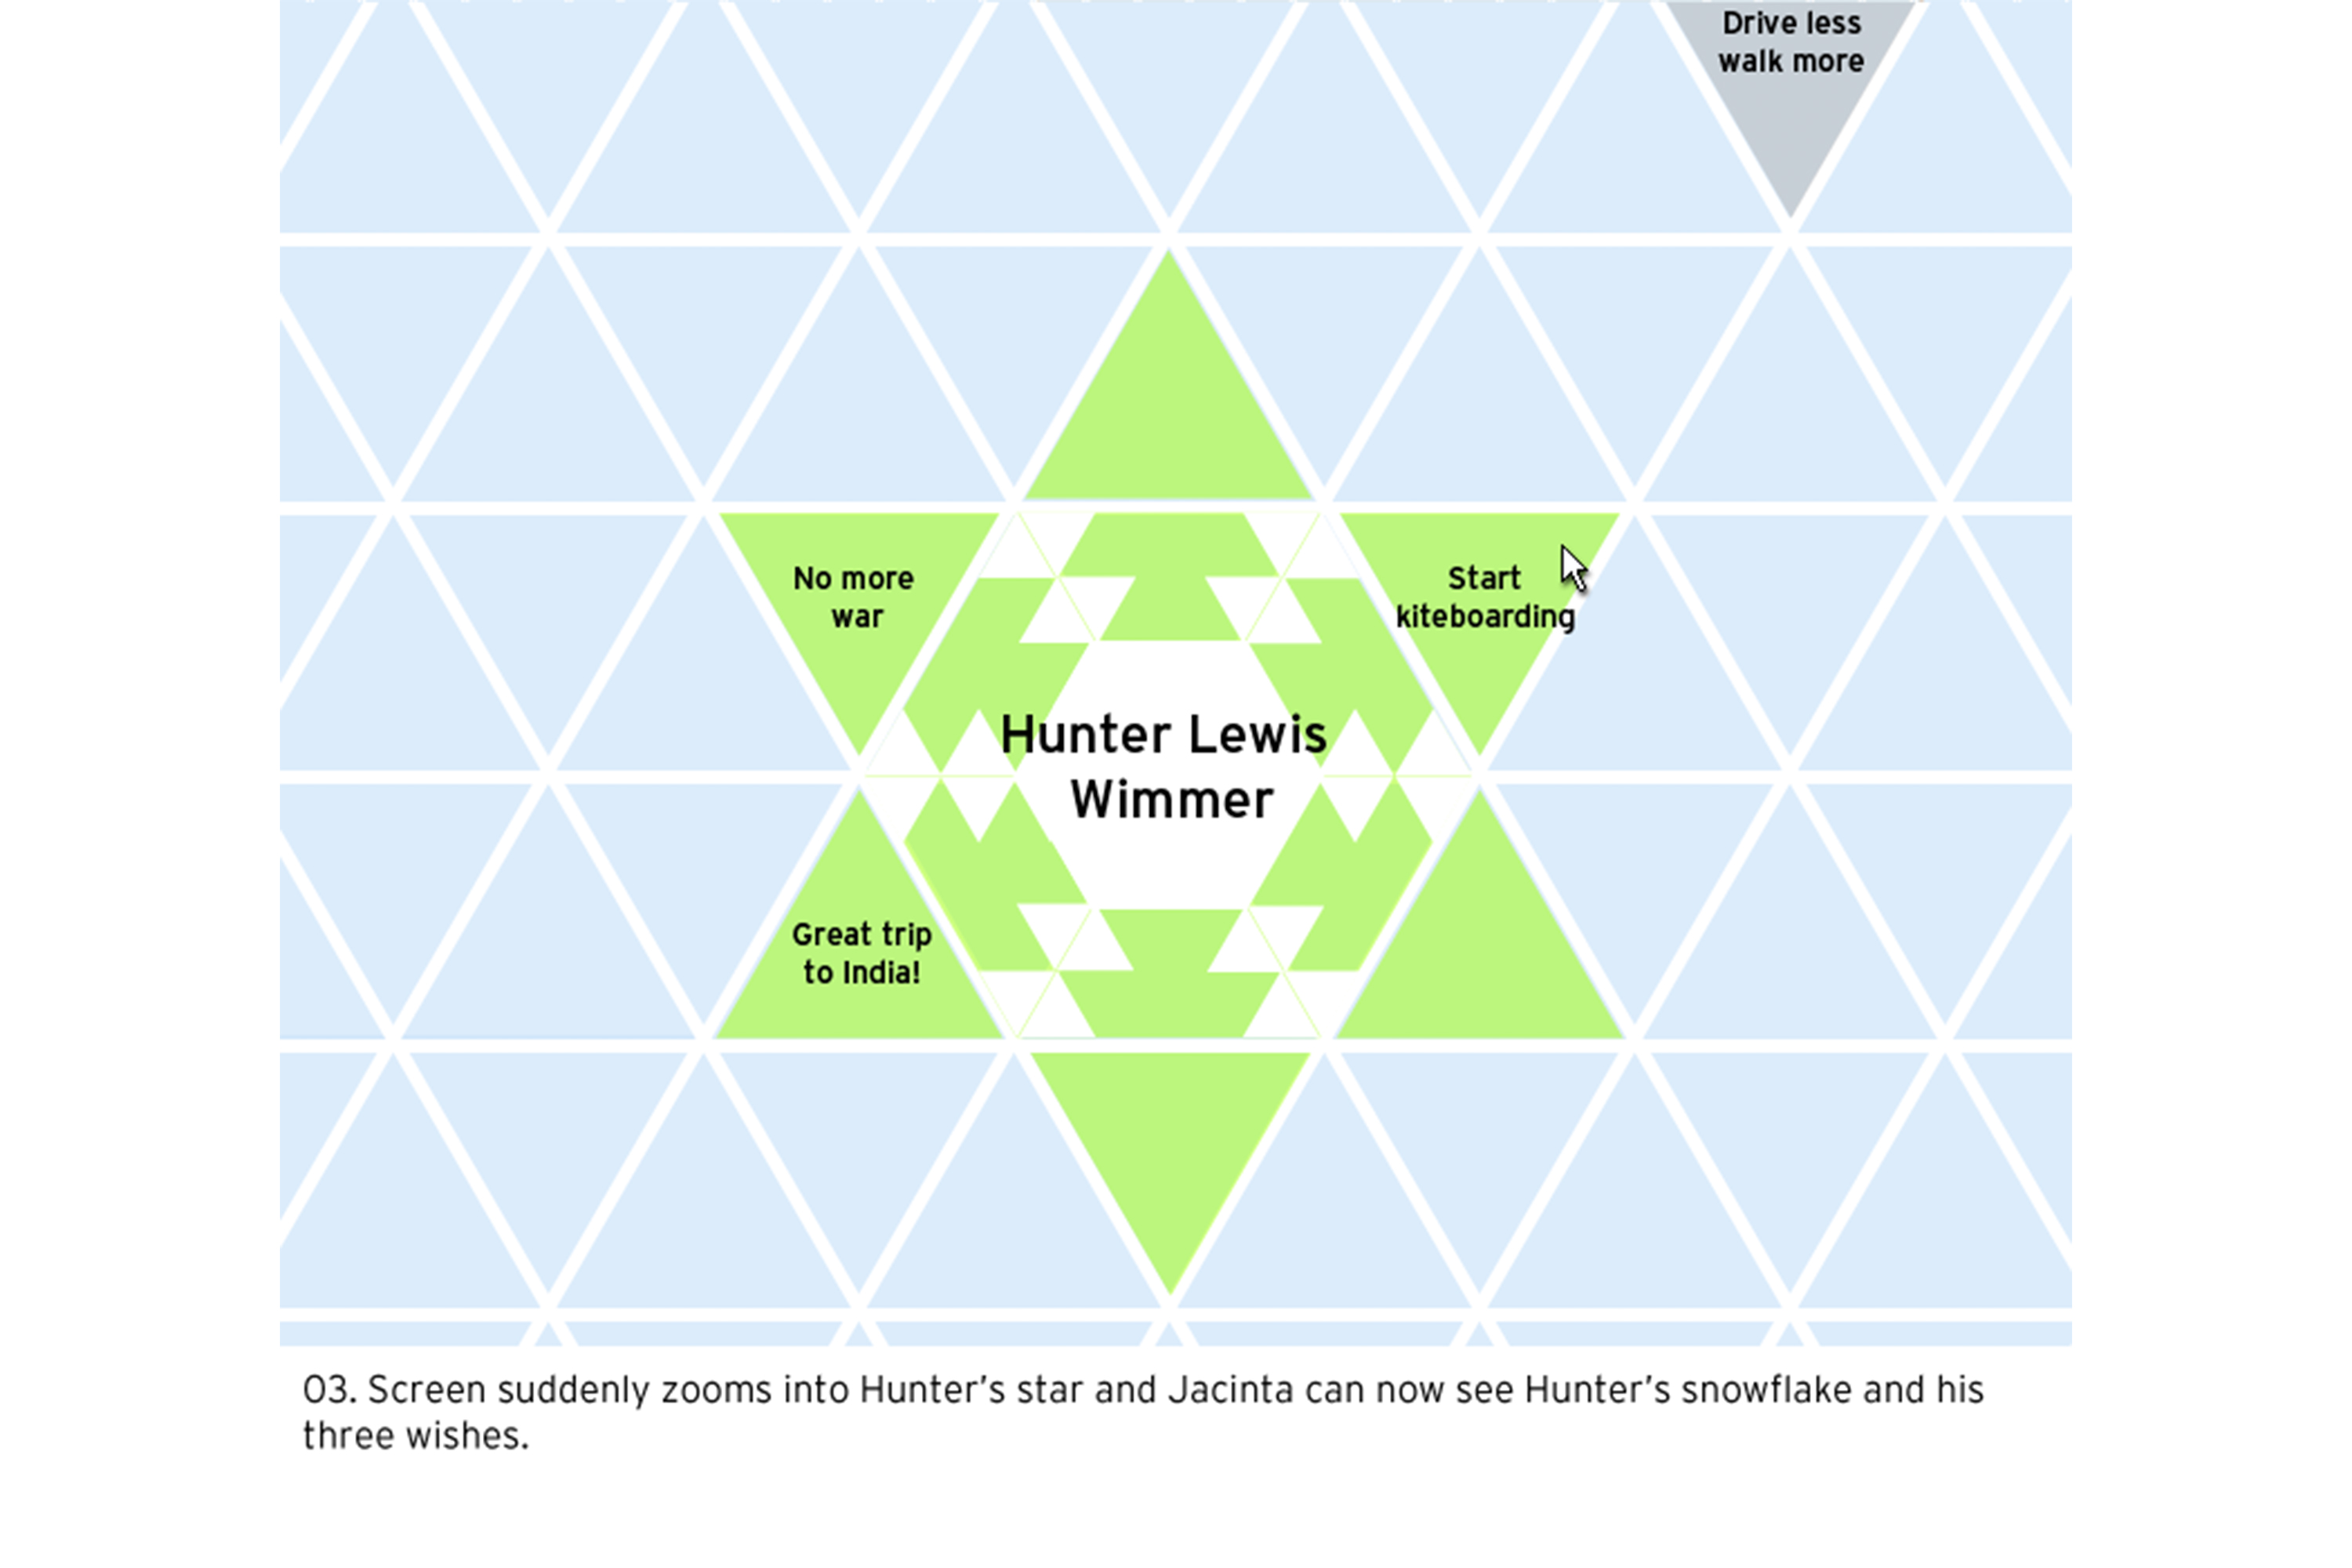 Drive less
walk more
No more
war
Start
kiteboarding
Hunter Lewis
Wimmer
Great trip
to India!
03. Screen suddenly zooms into Hunter’s star and Jacinta can now see Hunter’s snowflake and his
three wishes.